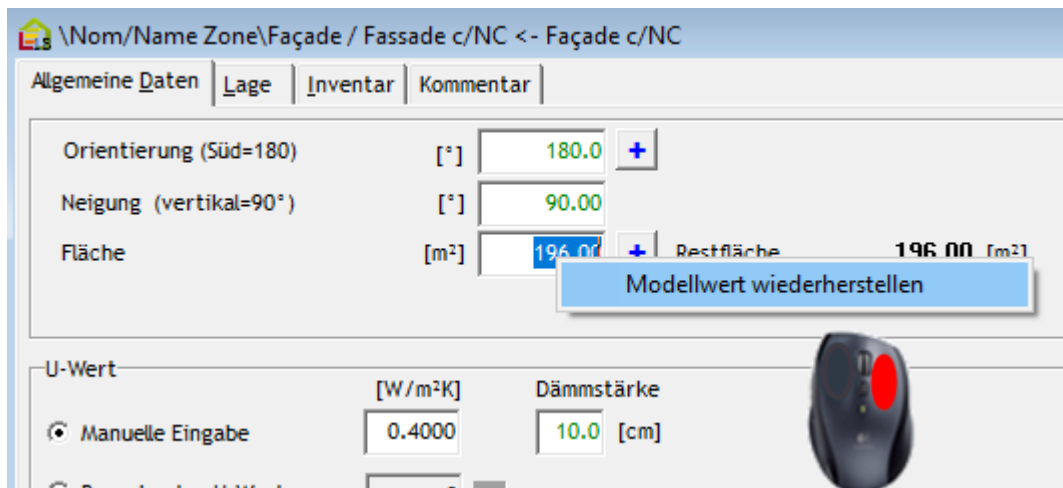 \Nom/Name Zone\Façade / Fassade c/NC <- Façade c/NC
Allgemeine Daten Lage Inventar Kommentar
Orientierung (Süd=180) [°] 180.0 +
Neigung (vertikal=90°) [°] 90.00
Fläche [m²] 196.00 + Restfläche 196.00 [m²]
Modellwert wiederherstellen
U-Wert
[W/m²K] Dämmstärke
Manuelle Eingabe 0.4000 10.0 [cm]